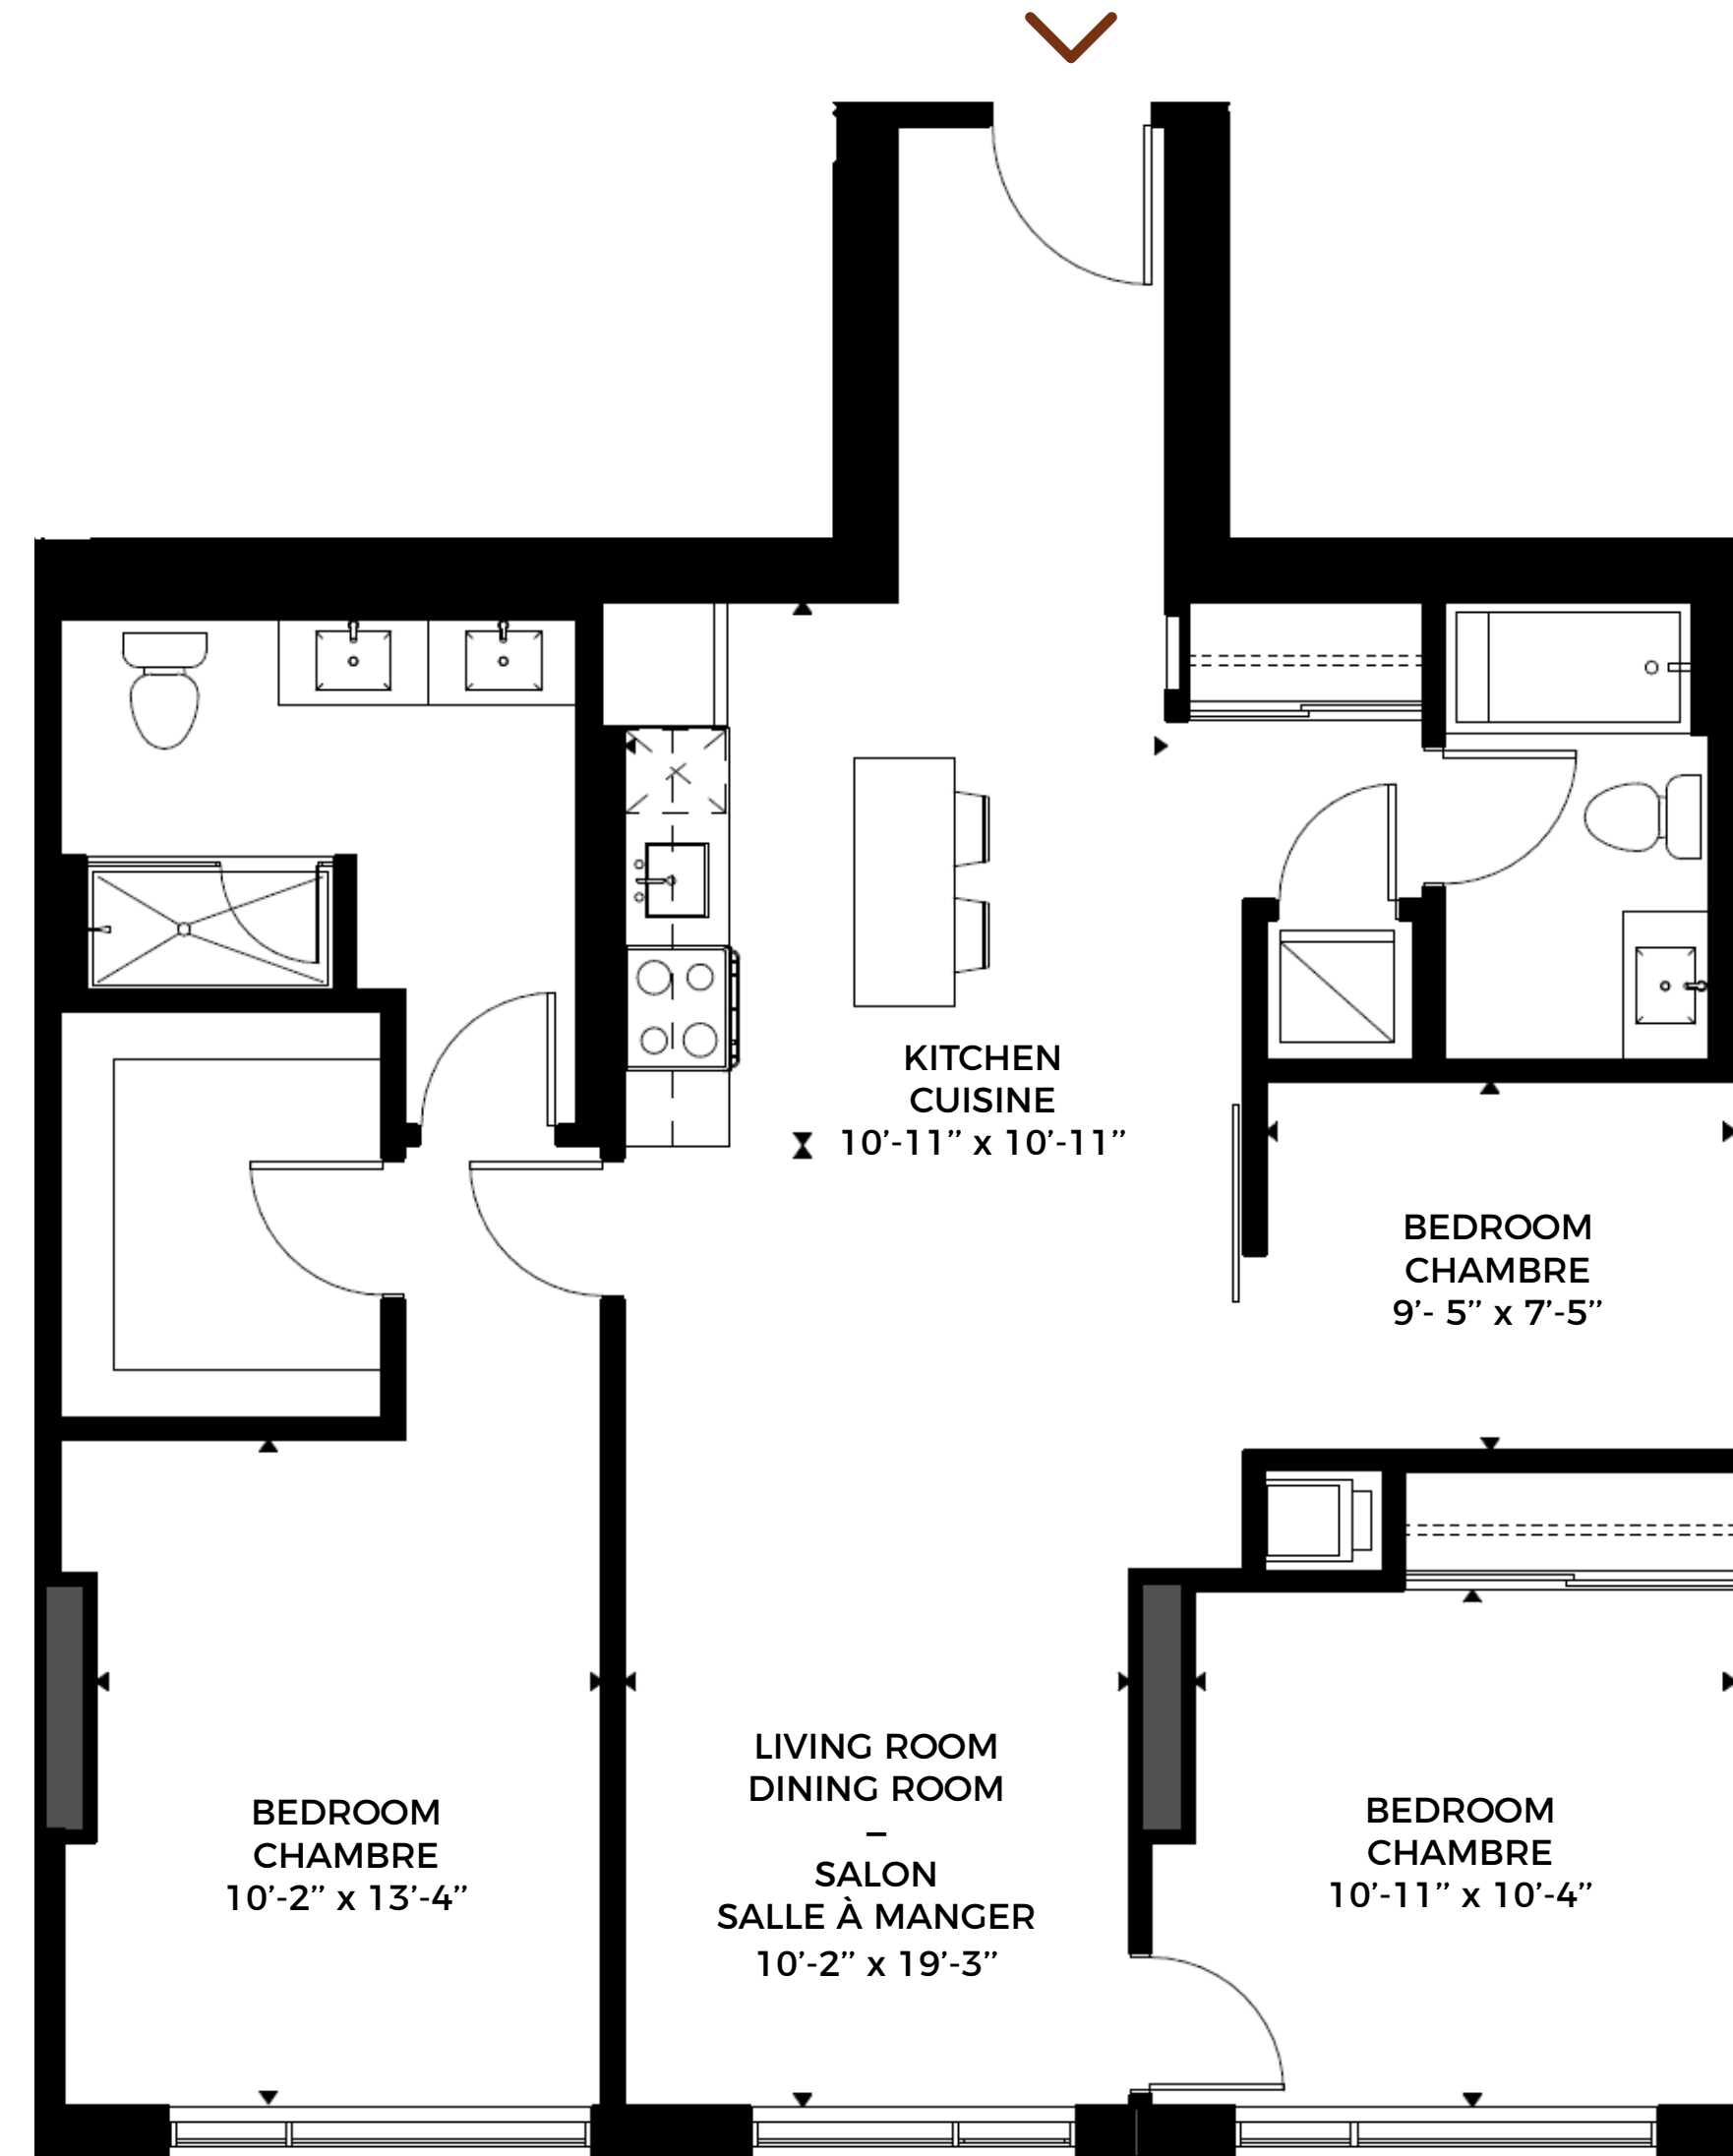 KITCHEN
CUISINE
10’-11’’ x 10’-11’’
BEDROOM
CHAMBRE
9’- 5’’ x 7’-5’’
LIVING ROOM
DINING ROOM
–
SALON
SALLE À MANGER
10’-2’’ x 19’-3’’
BEDROOM
CHAMBRE
10’-2’’ x 13’-4’’
BEDROOM
CHAMBRE
10’-11’’ x 10’-4’’